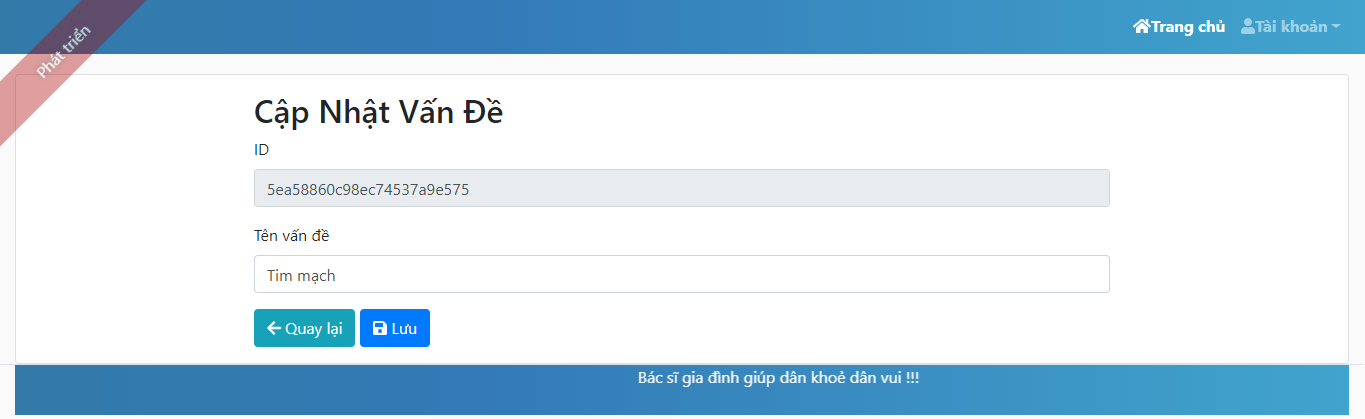 Phát triển
Trang chủ Tài khoản
Cập Nhật Vấn Đề
ID
5ea58860c98ec74537a9e575
Tên vấn đề
Tim mạch
Quay lại Lưu
Bác sĩ gia đình giúp dân khoẻ dân vui !!!